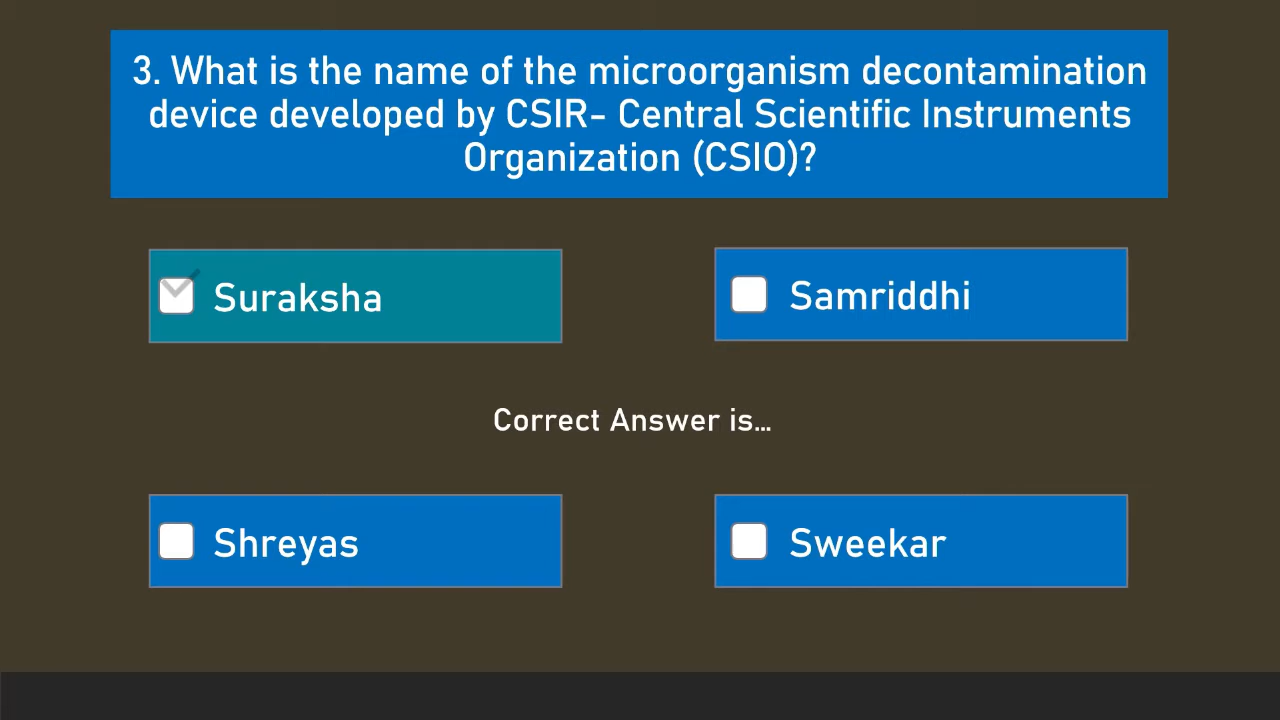 3. What is the name of the microorganism decontamination
device developed by CSIR- Central Scientific Instruments
Organization (CSIO)?
Suraksha
Samriddhi
Correct Answer is...
Shreyas
Sweekar